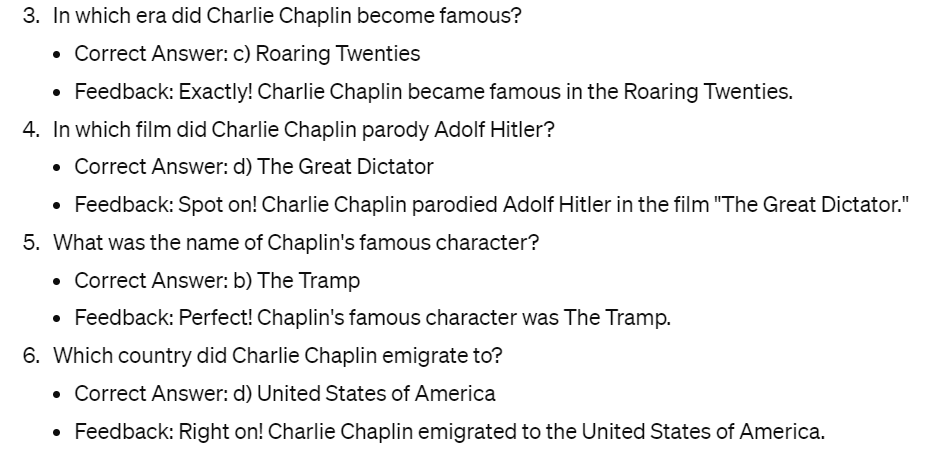 3. In which era did Charlie Chaplin become famous?
• Correct Answer: c) Roaring Twenties
• Feedback: Exactly! Charlie Chaplin became famous in the Roaring Twenties.
4. In which film did Charlie Chaplin parody Adolf Hitler?
• Correct Answer: d) The Great Dictator
• Feedback: Spot on! Charlie Chaplin parodied Adolf Hitler in the film "The Great Dictator."
5. What was the name of Chaplin's famous character?
• Correct Answer: b) The Tramp
• Feedback: Perfect! Chaplin's famous character was The Tramp.
6. Which country did Charlie Chaplin emigrate to?
• Correct Answer: d) United States of America
• Feedback: Right on! Charlie Chaplin emigrated to the United States of America.